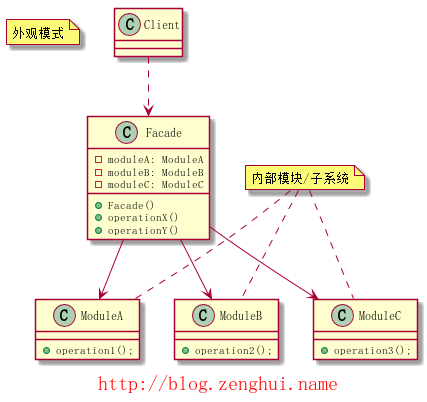 外观模式
Client
Facade
moduleA: ModuleA
moduleB: ModuleB
moduleC: ModuleC
Facade()
operationX()
operationY()
内部模块/子系统
ModuleA
operation1();
ModuleB
operation2();
ModuleC
operation3();
http://blog.zenghui.name